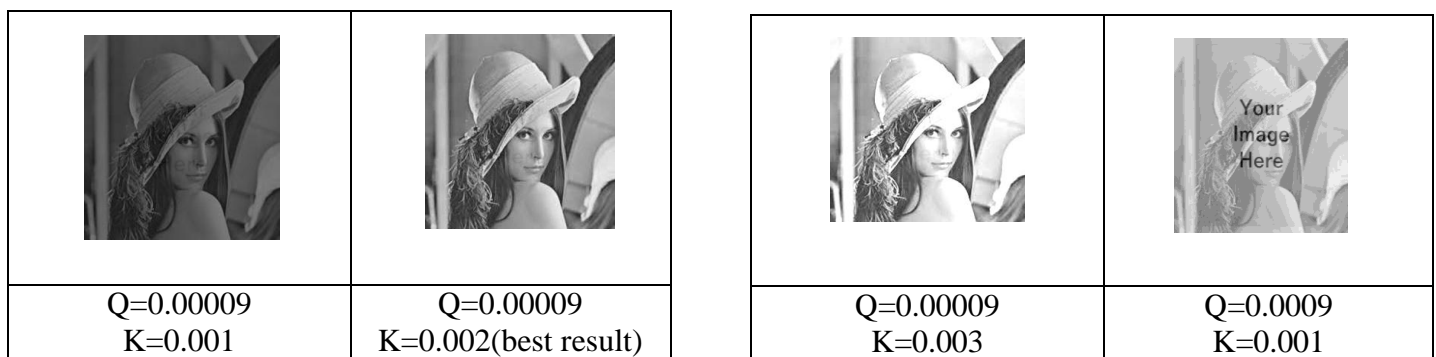 Your
Image
Here
Q=0.00009
K=0.001
Q=0.00009
K=0.002(best result)
Q=0.00009
K=0.003
Q=0.0009
K=0.001